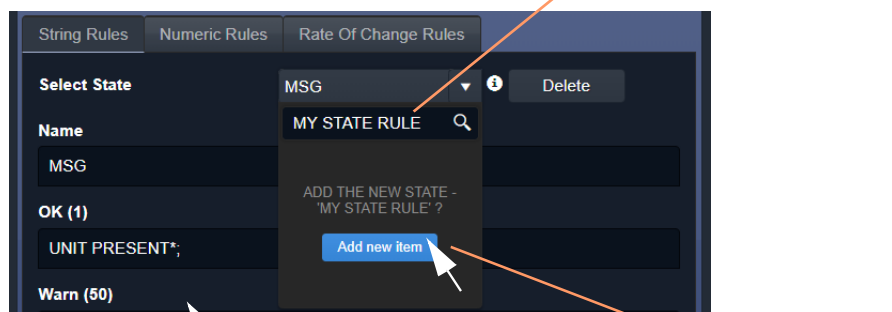 String Rules Numeric Rules Rate Of Change Rules
Select State MSG Delete
MY STATE RULE
Name
MSG
ADD THE NEW STATE -
'MY STATE RULE' ?
OK (1)
UNIT PRESENT*;
Add new item
Warn (50)